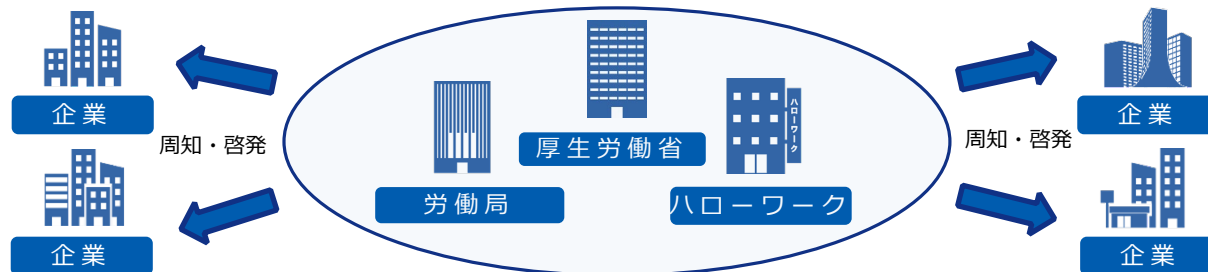 企業
周知・啓発
企業
厚生労働省
労働局
ハローワーク
ハローワーク
企業
周知・啓発
企業